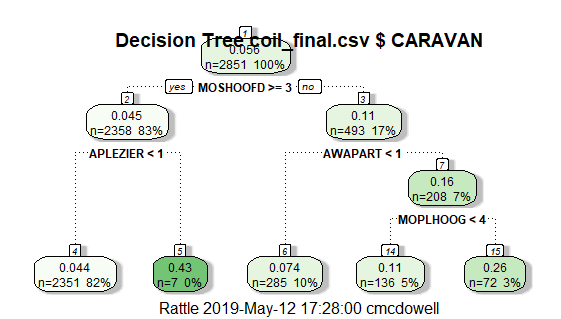 Decision Tree coil_final.csv $ CARAVAN
1
0.056
n=2851 100%
yes MOSHOOFD >= 3 no
2 3
0.045 0.11
n=2358 83% n=493 17%
APLEZIER < 1 AWAPART < 1
7
0.16
n=208 7%
MOPLHOOG < 4
4 5 6 14 15
0.044 0.43 0.074 0.11 0.26
n=2351 82% n=7 0% n=285 10% n=136 5% n=72 3%
Rattle 2019-May-12 17:28:00 cmcdowell